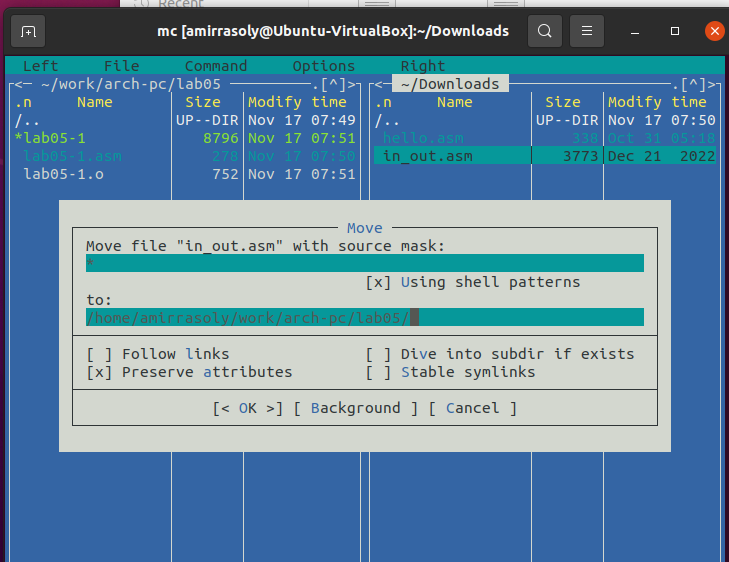 Recent
mc [amirrasoly@Ubuntu-VirtualBox]:~/Downloads
Left File Command Options Right
<─ ~/work/arch-pc/lab05 ─.[^]>
.n Name Size Modify time
/.. UP--DIR Nov 17 07:49
*lab05-1 8796 Nov 17 07:51
lab05-1.asm 278 Nov 17 07:50
lab05-1.o 752 Nov 17 07:51
<─ ~/Downloads ─.[^]>
.n Name Size Modify time
/.. UP--DIR Nov 17 07:50
hello.asm 338 Oct 31 05:18
in_out.asm 3773 Dec 21 2022
Move
Move file "in_out.asm" with source mask:
*
[x] Using shell patterns
to:
/home/amirrasoly/work/arch-pc/lab05/
[ ] Follow links [ ] Dive into subdir if exists
[x] Preserve attributes [ ] Stable symlinks
[< OK >] [ Background ] [ Cancel ]